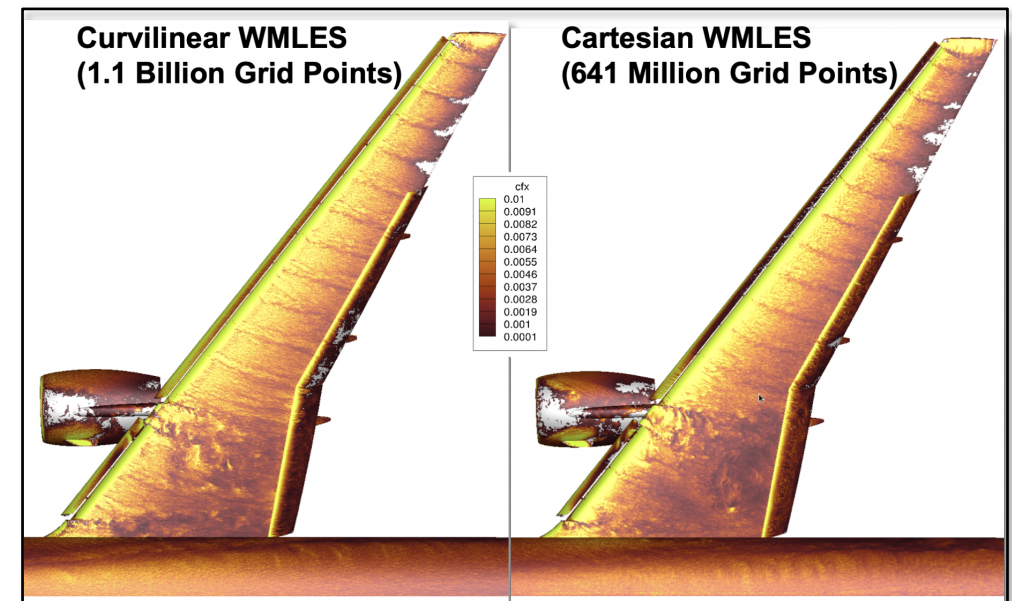 Curvilinear WMLES
(1.1 Billion Grid Points)
Cartesian WMLES
(641 Million Grid Points)
cfx
0.01
0.0091
0.0082
0.0073
0.0064
0.0055
0.0046
0.0037
0.0028
0.0019
0.001
0.0001